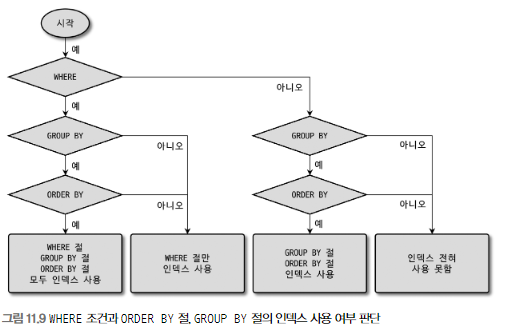 시작
예
WHERE
아니오
예
GROUP BY
아니오
예
ORDER BY
아니오
예
GROUP BY
아니오
예
ORDER BY
아니오
예
WHERE 절
GROUP BY 절
ORDER BY 절
모두 인덱스 사용
WHERE 절만
인덱스 사용
GROUP BY 절
ORDER BY 절
인덱스 사용
인덱스 전혀
사용 못함
그림 11.9 WHERE 조건과 ORDER BY 절, GROUP BY 절의 인덱스 사용 여부 판단